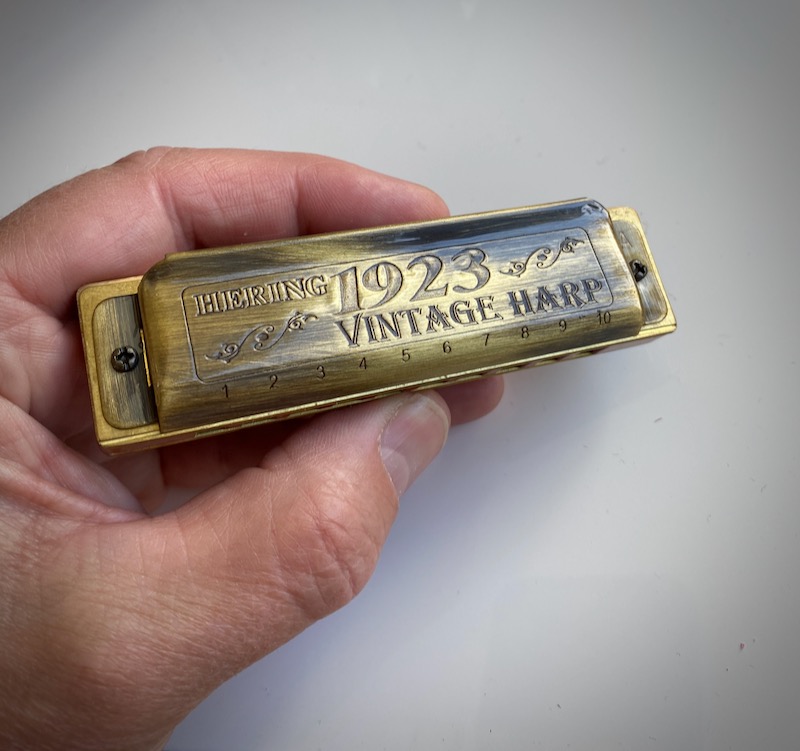 HERING 1923
VINTAGE HARP
1 2 3 4 5 6 7 8 9 10
A